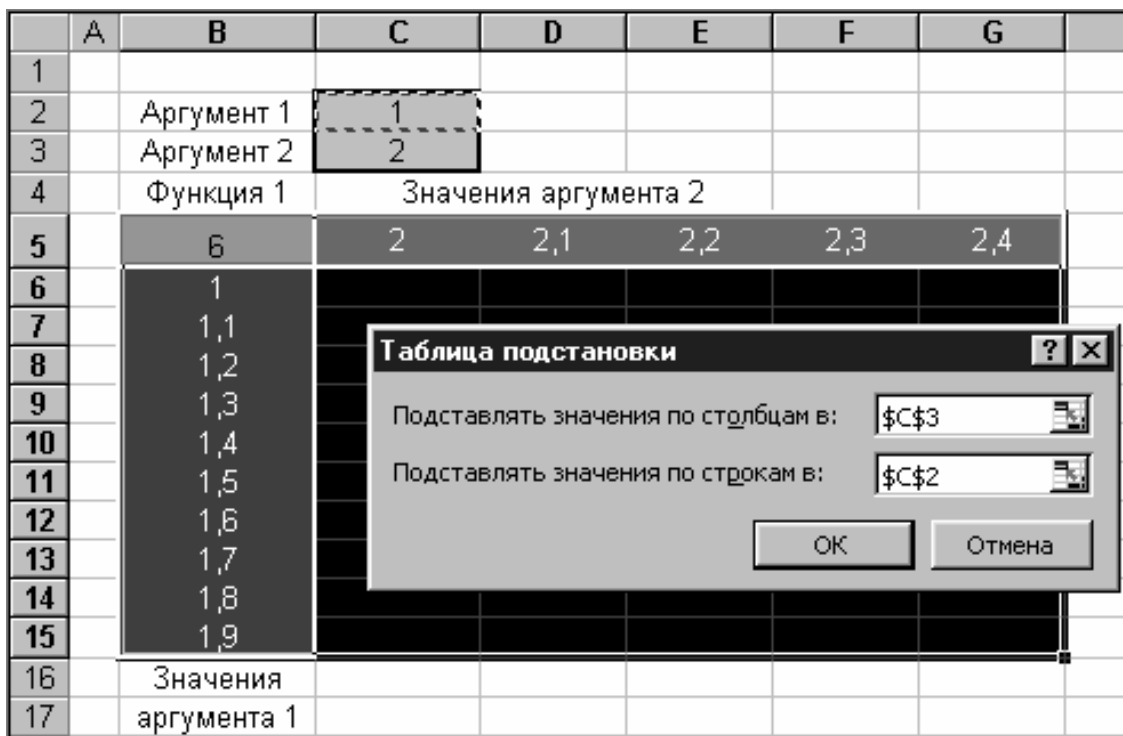 A B C D E F G
1
2 Аргумент 1 1
3 Аргумент 2 2
4 Функция 1 Значения аргумента 2
5 6 2 2,1 2,2 2,3 2,4
6 1
7 1,1
8 1,2
9 1,3
10 1,4
11 1,5
12 1,6
13 1,7
14 1,8
15 1,9
16 Значения
17 аргумента 1
Таблица подстановки ? ×
Подставлять значения по столбцам в: $C$3
Подставлять значения по строкам в: $C$2
ОК Отмена